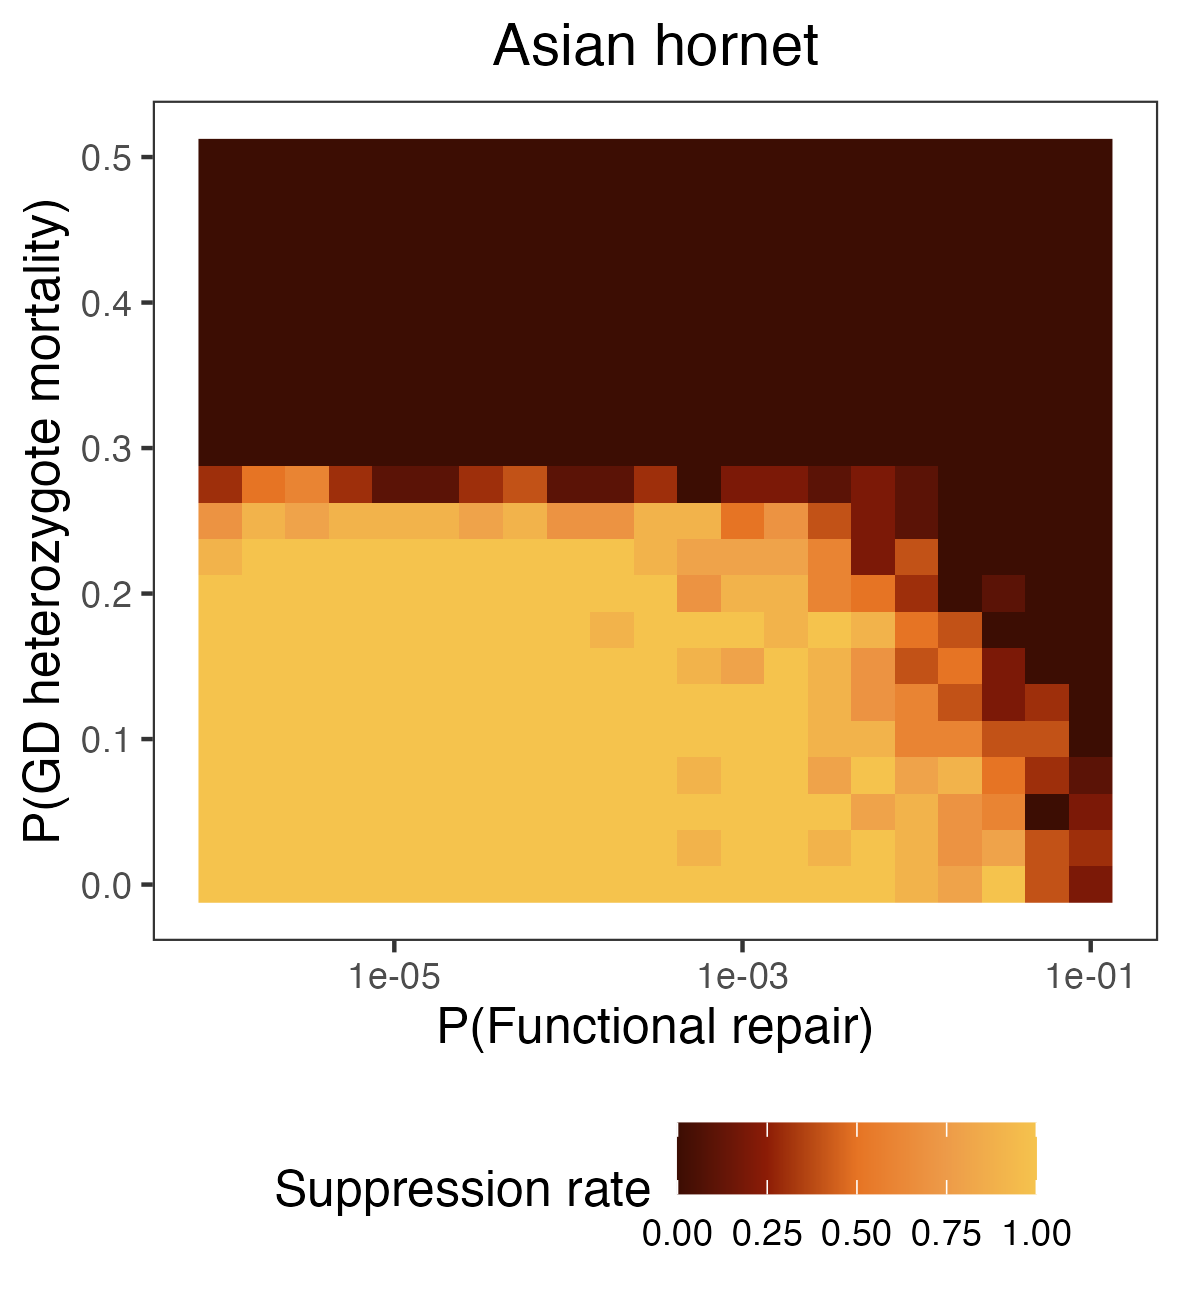 Asian hornet
P(GD heterozygote mortality)
0.5
0.4
0.3
0.2
0.1
0.0
1e-05 1e-03 1e-01
P(Functional repair)
Suppression rate
0.00 0.25 0.50 0.75 1.00